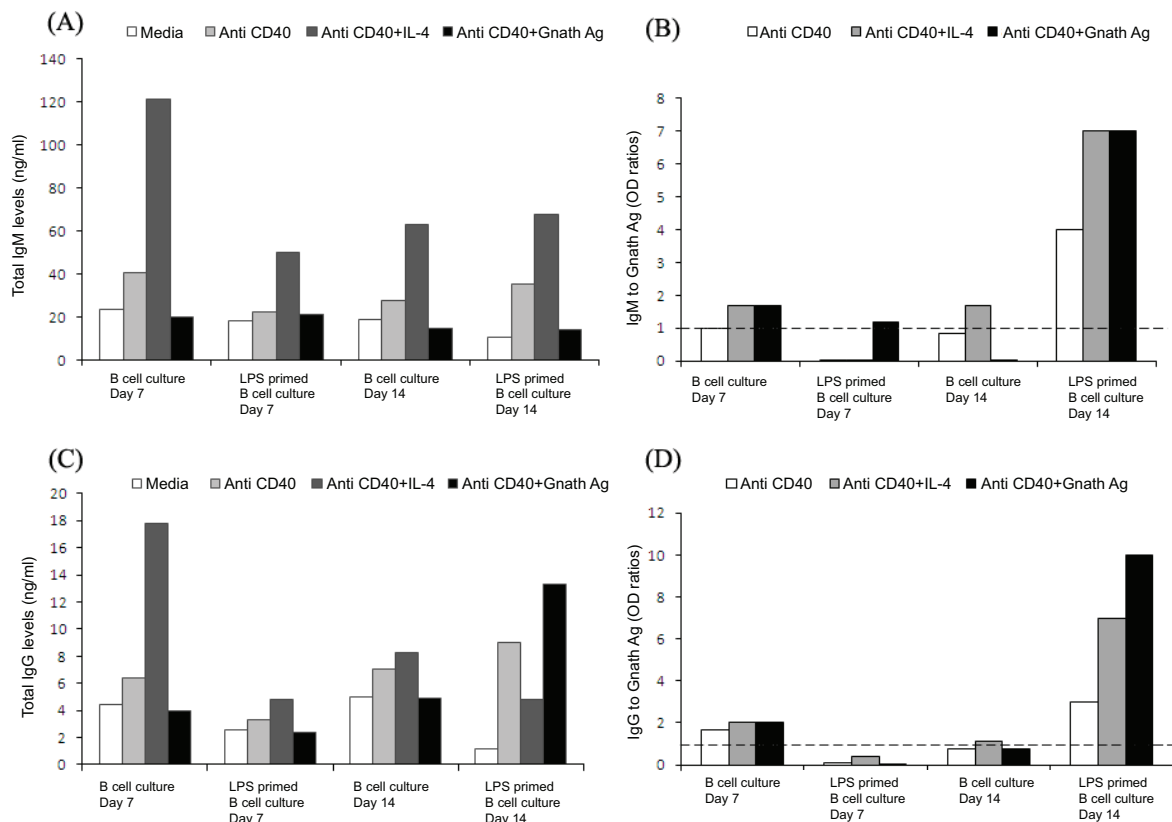 (A)
Media Anti CD40 Anti CD40+IL-4 Anti CD40+Gnath Ag
Total IgM levels (ng/ml)
140
120
100
80
60
40
20
0
B cell culture
Day 7
LPS primed
B cell culture
Day 7
B cell culture
Day 14
LPS primed
B cell culture
Day 14
(B)
Anti CD40 Anti CD40+IL-4 Anti CD40+Gnath Ag
IgM to Gnath Ag (OD ratios)
8
7
6
5
4
3
2
1
0
B cell culture
Day 7
LPS primed
B cell culture
Day 7
B cell culture
Day 14
LPS primed
B cell culture
Day 14
(C)
Media Anti CD40 Anti CD40+IL-4 Anti CD40+Gnath Ag
Total IgG levels (ng/ml)
20
18
16
14
12
10
8
6
4
2
0
B cell culture
Day 7
LPS primed
B cell culture
Day 7
B cell culture
Day 14
LPS primed
B cell culture
Day 14
(D)
Anti CD40 Anti CD40+IL-4 Anti CD40+Gnath Ag
IgG to Gnath Ag (OD ratios)
12
10
8
6
4
2
0
B cell culture
Day 7
LPS primed
B cell culture
Day 7
B cell culture
Day 14
LPS primed
B cell culture
Day 14